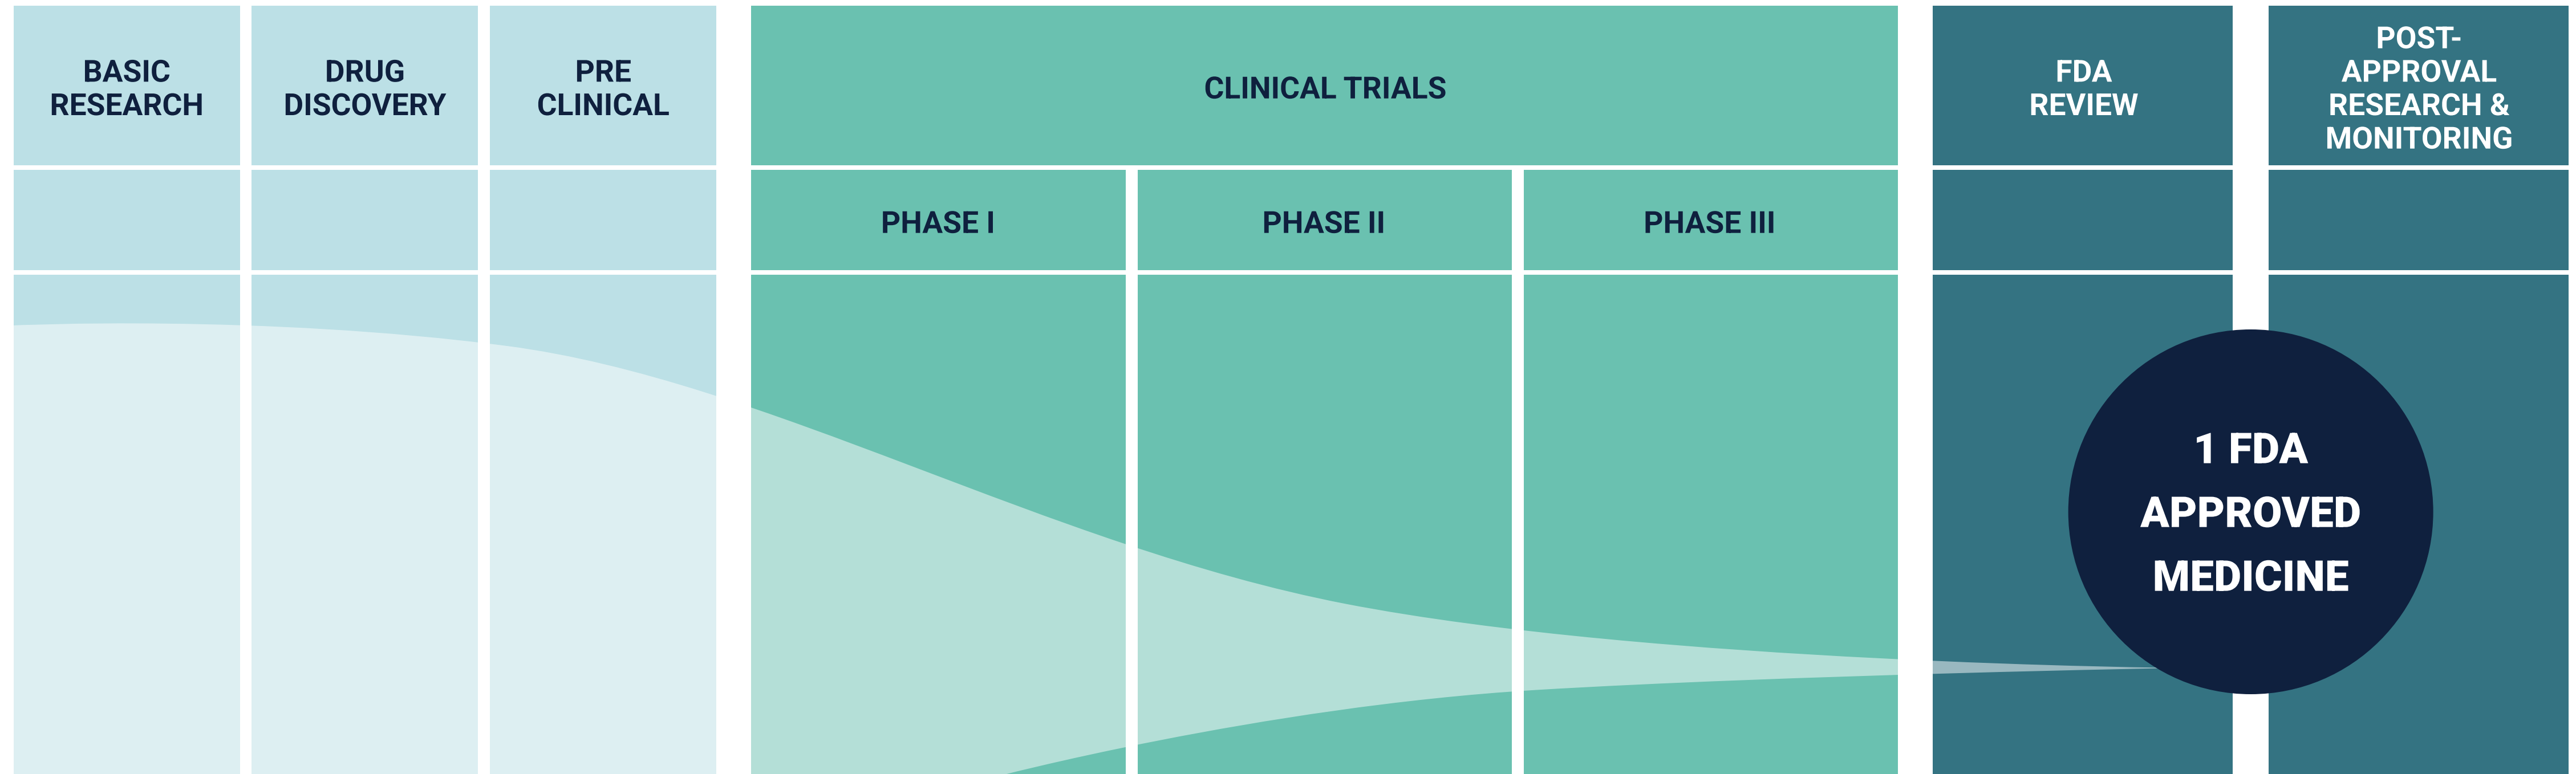 BASIC
RESEARCH
DRUG
DISCOVERY
PRE
CLINICAL
CLINICAL TRIALS
FDA
REVIEW
POST-
APPROVAL
RESEARCH &
MONITORING
PHASE I
PHASE II
PHASE III
1 FDA
APPROVED
MEDICINE